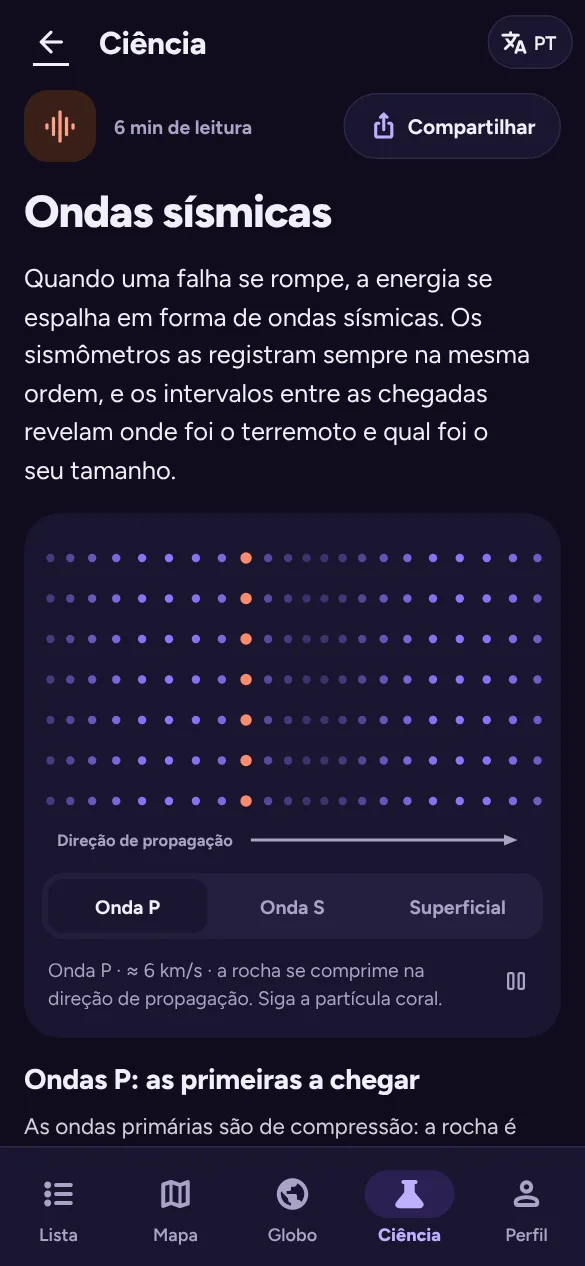 Ciência
PT
6 min de leitura
Compartilhar
Ondas sísmicas
Quando uma falha se rompe, a energia se
espalha em forma de ondas sísmicas. Os
sismômetros as registram sempre na mesma
ordem, e os intervalos entre as chegadas
revelam onde foi o terremoto e qual foi o
seu tamanho.
Direção de propagação
Onda P
Onda S
Superficial
Onda P · ≈ 6 km/s · a rocha se comprime na
direção de propagação. Siga a partícula coral.
Ondas P: as primeiras a chegar
As ondas primárias são de compressão: a rocha é
Lista
Mapa
Globo
Ciência
Perfil